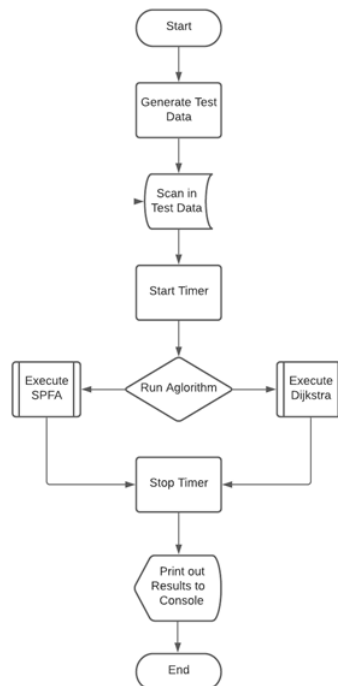 Start
Generate Test
Data
Scan in
Test Data
Start Timer
Execute
SPFA
Run Aglorithm
Execute
Dijkstra
Stop Timer
Print out
Results to
Console
End